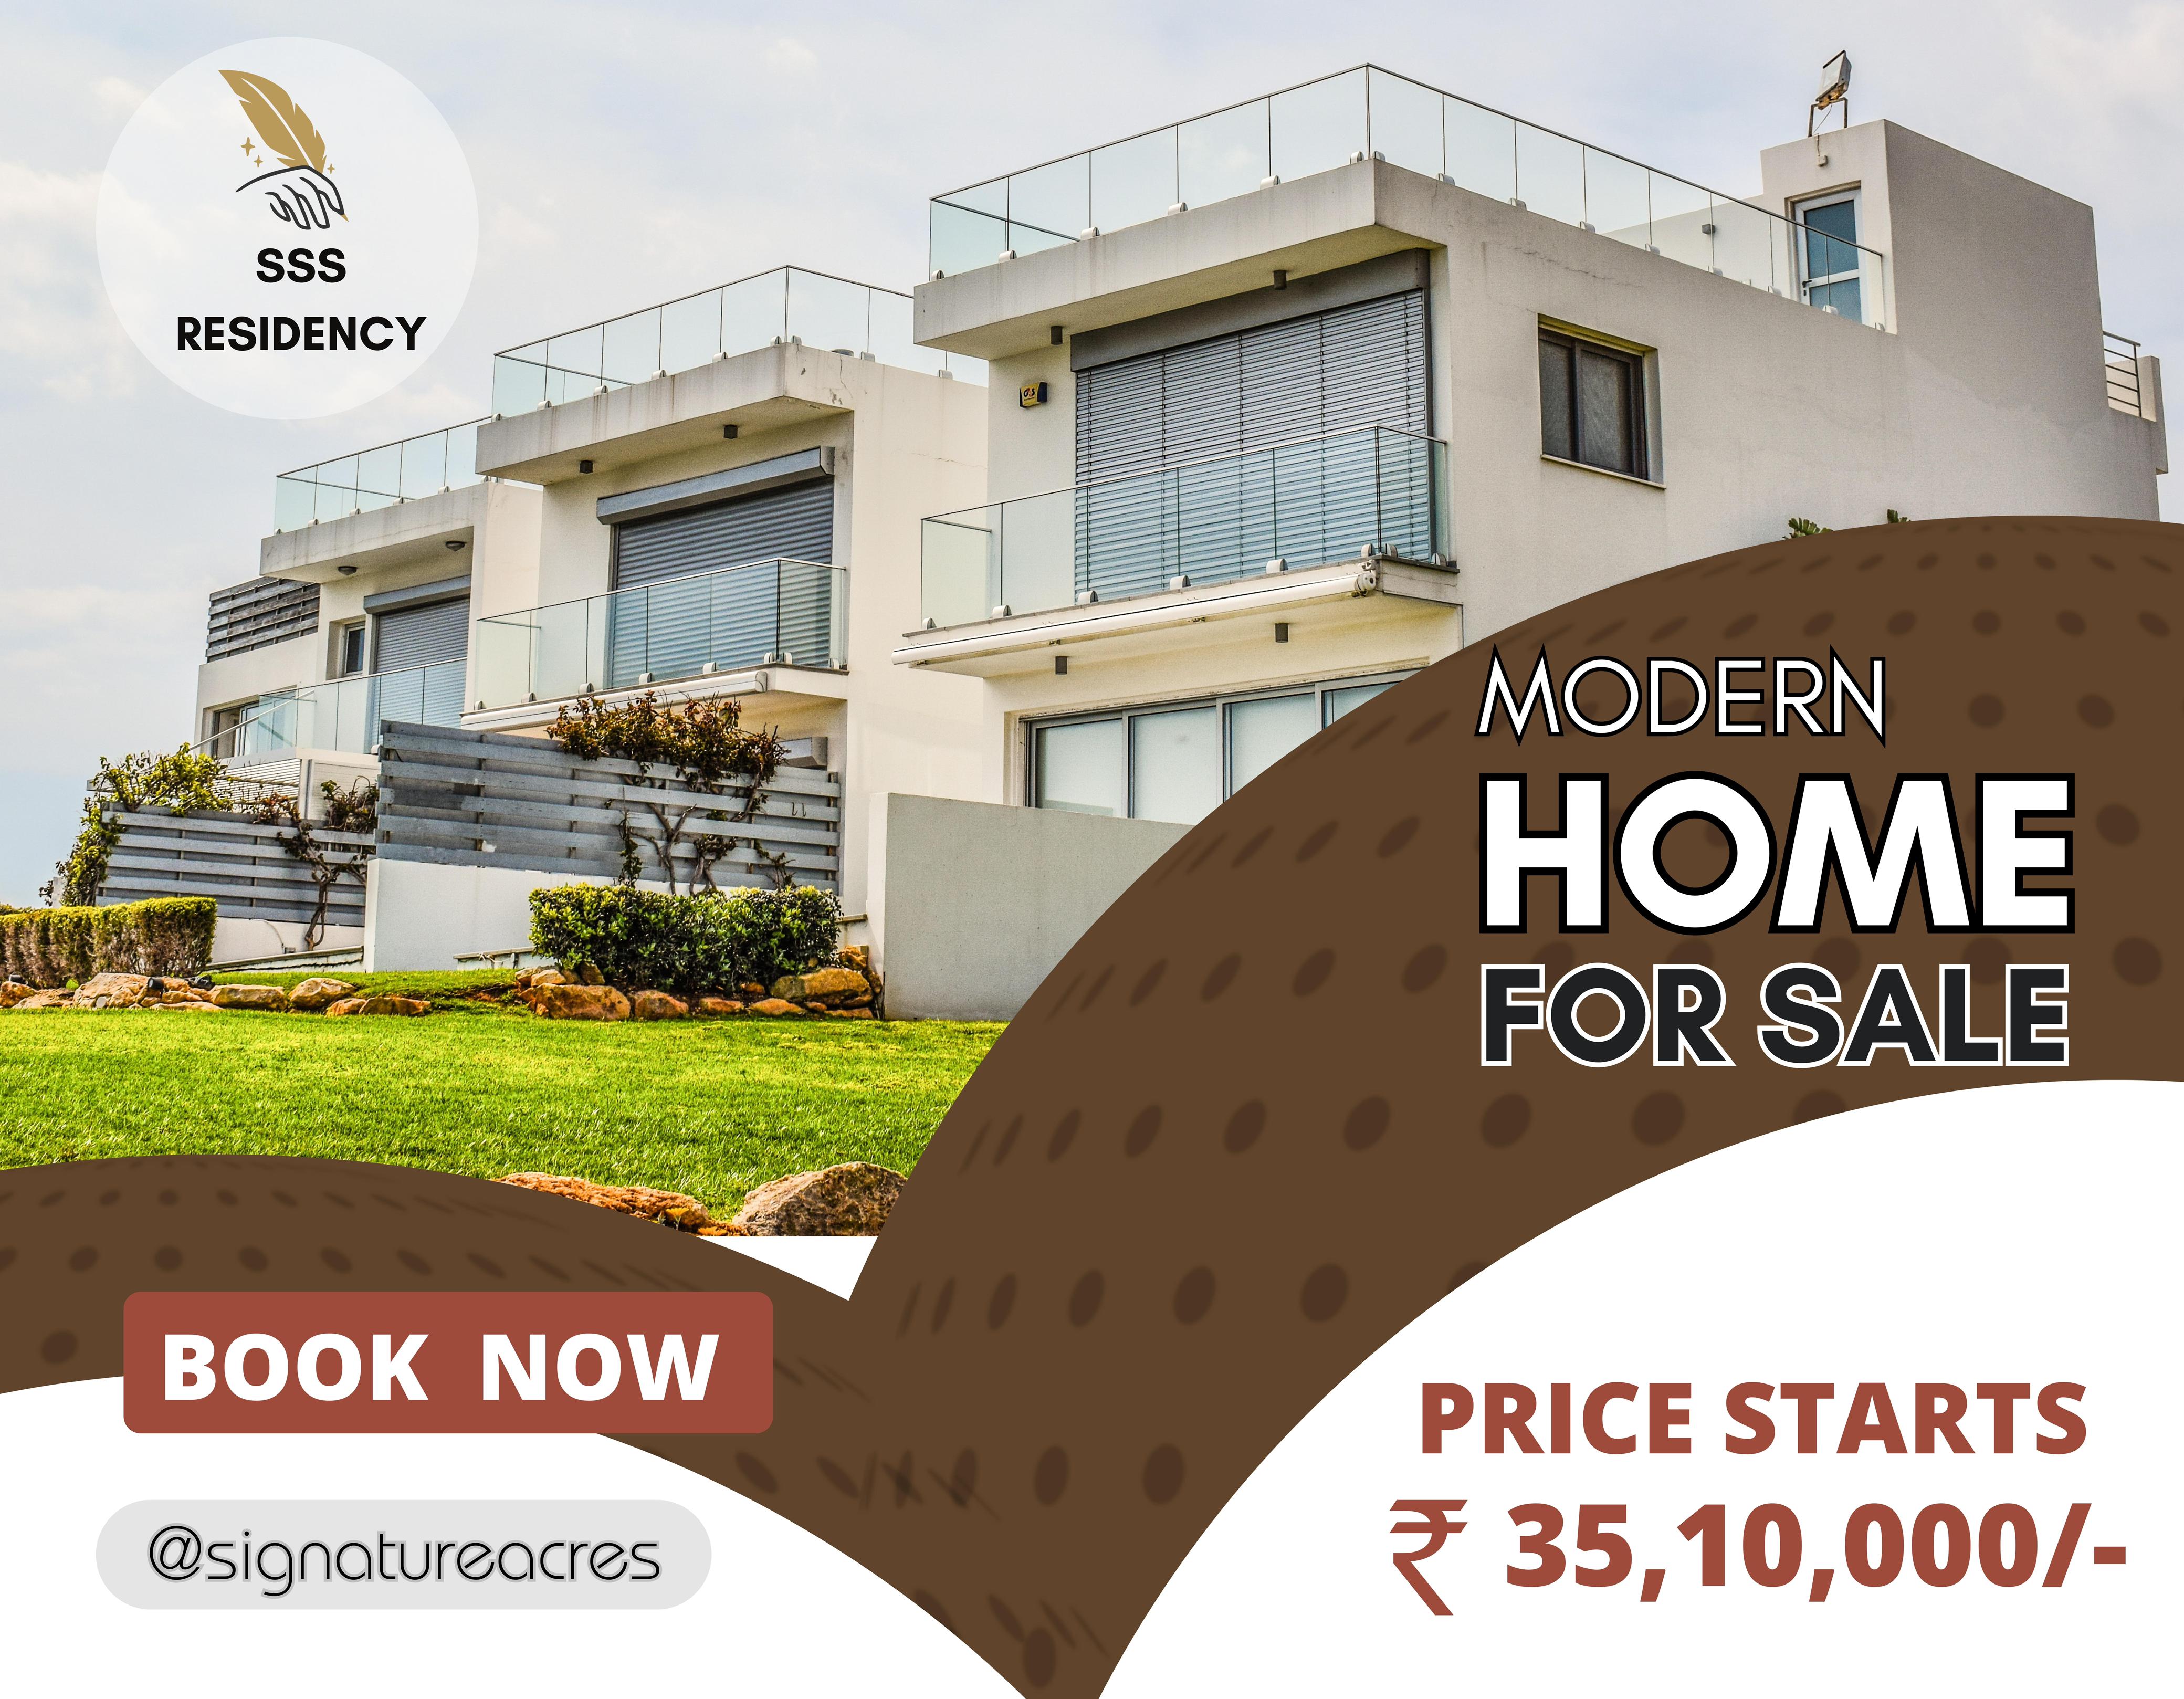 SSS
RESIDENCY
MODERN
HOME
FOR SALE
BOOK NOW
@signatureacres
PRICE STARTS
₹ 35,10,000/-